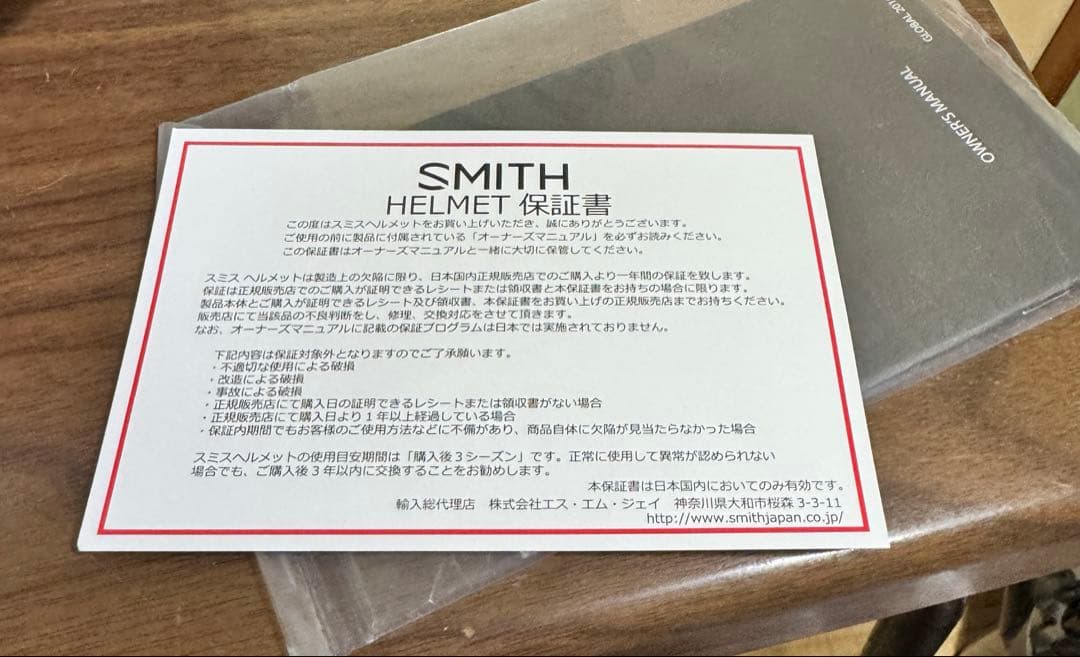 GLOBAL 201
OWNER'S MANUAL
SMITH
HELMET 保証書
この度はスミスヘルメットをお買い上げいただき、誠にありがとうございます。
ご使用の前に製品に付属されている「オーナーズマニュアル」を必ずお読みください。
この保証書はオーナーズマニュアルと一緒に大切に保管してください。
スミス ヘルメットは製造上の欠陥に限り、日本国内正規販売店でのご購入より一年間の保証を致します。
保証は正規販売店でのご購入が証明できるレシートまたは領収書と本保証書をお持ちの場合に限ります。
製品本体とご購入が証明できるレシート及び領収書、本保証書をお買い上げの正規販売店までお持ちください。
販売店にて当該品の不良判断をし、修理、交換対応をさせて頂きます。
なお、オーナーズマニュアルに記載の保証プログラムは日本では実施されておりません。
下記内容は保証対象外となりますのでご了承願います。
・不適切な使用による破損
・改造による破損
・事故による破損
・正規販売店にて購入日の証明できるレシートまたは領収書がない場合
・正規販売店にて購入日より1年以上経過している場合
・保証内期間でもお客様のご使用方法などに不備があり、商品自体に欠陥が見当たらなかった場合
スミスヘルメットの使用目安期間は「購入後3シーズン」です。正常に使用して異常が認められない
場合でも、ご購入後3年以内に交換することをお勧めします。
本保証書は日本国内においてのみ有効です。
輸入総代理店　株式会社エス・エム・ジェイ　神奈川県大和市桜森 3-3-11
http://www.smithjapan.co.jp/